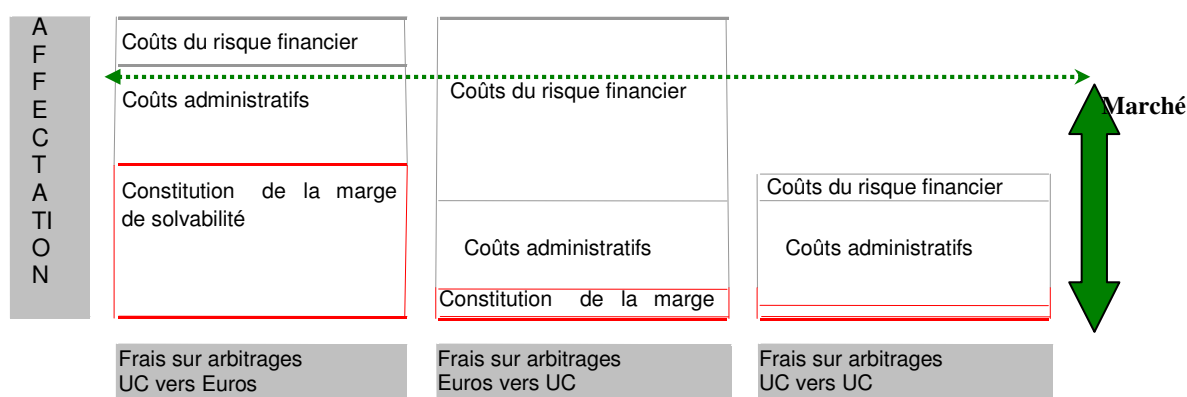 A
F
F
E
C
T
A
TI
O
N
Coûts du risque financier
Coûts administratifs
Constitution de la marge
de solvabilité
Coûts du risque financier
Coûts administratifs
Constitution de la marge
Coûts du risque financier
Coûts administratifs
Marché
Frais sur arbitrages
UC vers Euros
Frais sur arbitrages
Euros vers UC
Frais sur arbitrages
UC vers UC